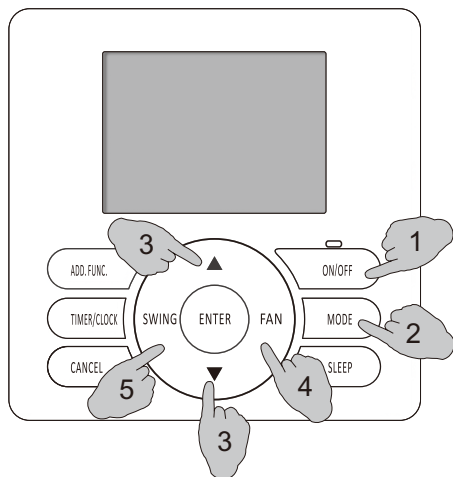 1
3
ADD. FUNC.
ON/OFF
TIMER/CLOCK
SWING
ENTER
FAN
MODE
2
CANCEL
SLEEP
5
4
3